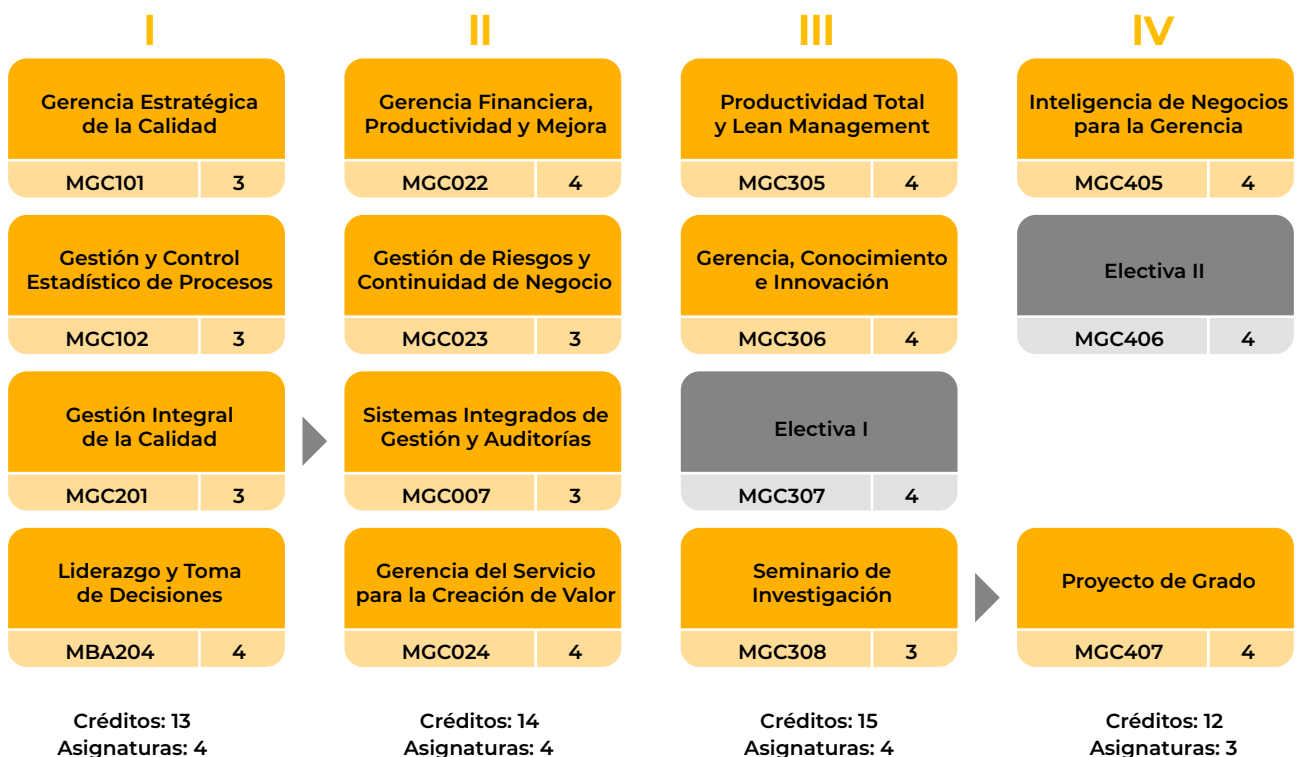 I
II
III
IV
Gerencia Estratégica
de la Calidad
MGC101
3
Gerencia Financiera,
Productividad y Mejora
MGC022
4
Productividad Total
y Lean Management
MGC305
4
Inteligencia de Negocios
para la Gerencia
MGC405
4
Gestión y Control
Estadístico de Procesos
MGC102
3
Gestión de Riesgos y
Continuidad de Negocio
MGC023
3
Gerencia, Conocimiento
e Innovación
MGC306
4
Electiva II
MGC406
4
Gestión Integral
de la Calidad
MGC201
3
Sistemas Integrados de
Gestión y Auditorías
MGC007
3
Electiva I
MGC307
4
Liderazgo y Toma
de Decisiones
MBA204
4
Gerencia del Servicio
para la Creación de Valor
MGC024
4
Seminario de
Investigación
MGC308
3
Proyecto de Grado
MGC407
4
Créditos: 13
Asignaturas: 4
Créditos: 14
Asignaturas: 4
Créditos: 15
Asignaturas: 4
Créditos: 12
Asignaturas: 3